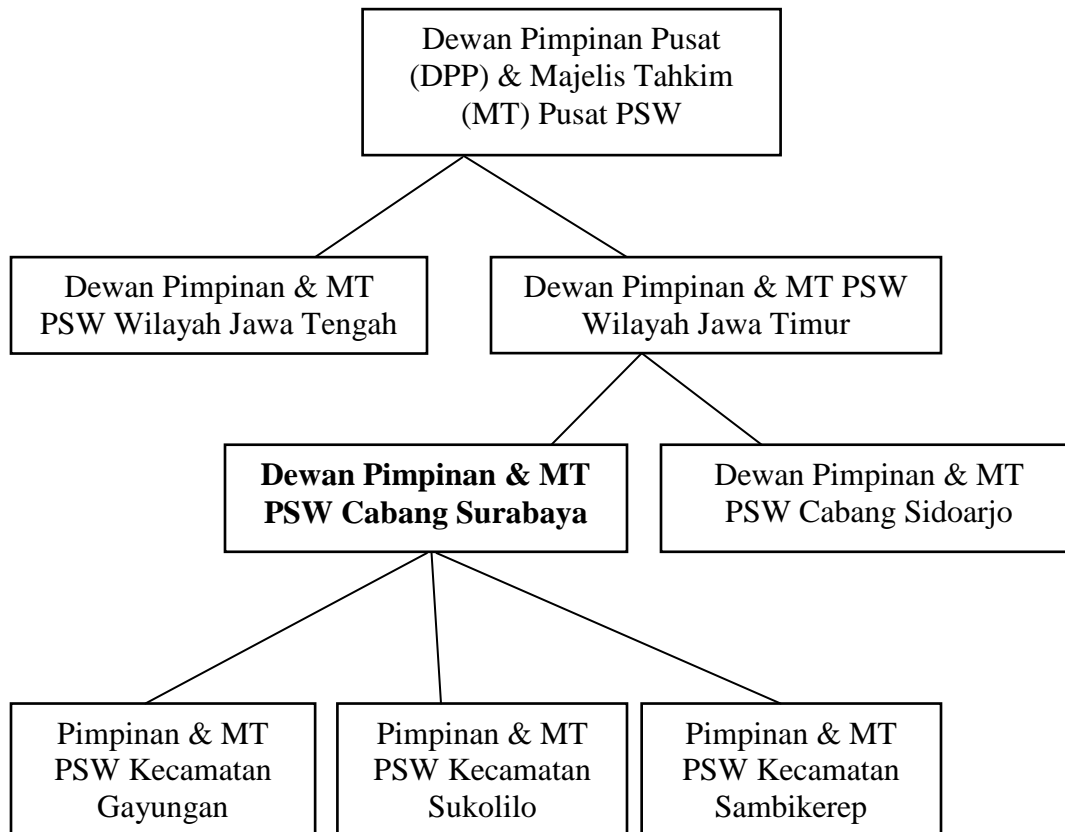 Dewan Pimpinan Pusat
(DPP) & Majelis Tahkim
(MT) Pusat PSW
Dewan Pimpinan & MT
PSW Wilayah Jawa Tengah
Dewan Pimpinan & MT PSW
Wilayah Jawa Timur
Dewan Pimpinan & MT
PSW Cabang Surabaya
Dewan Pimpinan & MT
PSW Cabang Sidoarjo
Pimpinan & MT
PSW Kecamatan
Gayungan
Pimpinan & MT
PSW Kecamatan
Sukolilo
Pimpinan & MT
PSW Kecamatan
Sambikerep